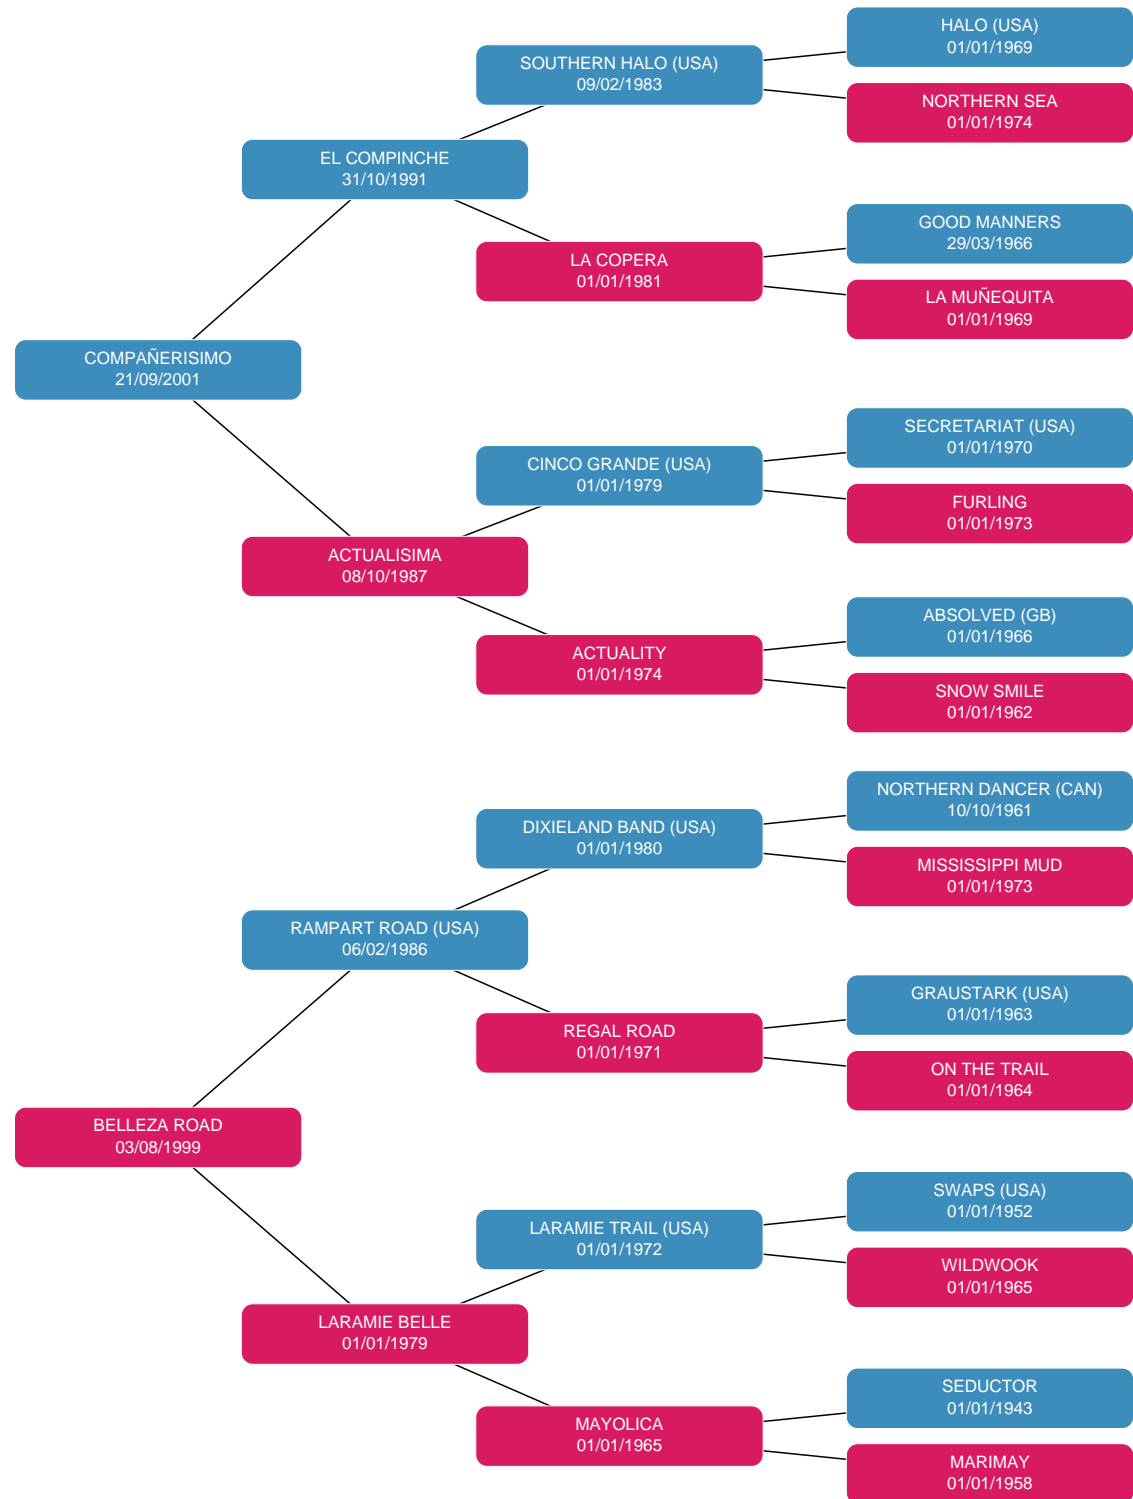 HALO (USA)
01/01/1969
SOUTHERN HALO (USA)
09/02/1983
NORTHERN SEA
01/01/1974
EL COMPINCHE
31/10/1991
GOOD MANNERS
29/03/1966
LA COPERA
01/01/1981
LA MUÑEQUITA
01/01/1969
COMPAÑERISIMO
21/09/2001
SECRETARIAT (USA)
01/01/1970
CINCO GRANDE (USA)
01/01/1979
FURLING
01/01/1973
ACTUALISIMA
08/10/1987
ABSOLVED (GB)
01/01/1966
ACTUALITY
01/01/1974
SNOW SMILE
01/01/1962
NORTHERN DANCER (CAN)
10/10/1961
DIXIELAND BAND (USA)
01/01/1980
MISSISSIPPI MUD
01/01/1973
RAMPART ROAD (USA)
06/02/1986
GRAUSTARK (USA)
01/01/1963
REGAL ROAD
01/01/1971
ON THE TRAIL
01/01/1964
BELLEZA ROAD
03/08/1999
SWAPS (USA)
01/01/1952
LARAMIE TRAIL (USA)
01/01/1972
WILDWOOK
01/01/1965
LARAMIE BELLE
01/01/1979
SEDUCTOR
01/01/1943
MAYOLICA
01/01/1965
MARIMAY
01/01/1958